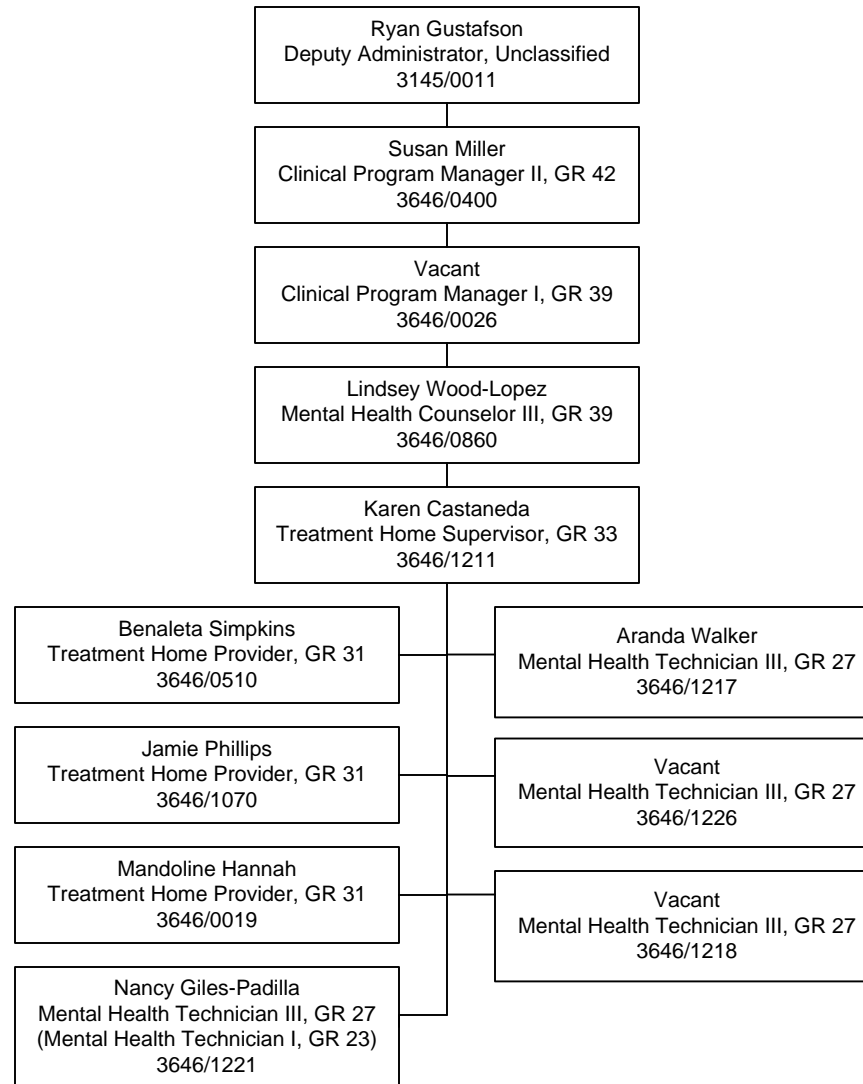 Ryan Gustafson
Deputy Administrator, Unclassified
3145/0011
Susan Miller
Clinical Program Manager II, GR 42
3646/0400
Vacant
Clinical Program Manager I, GR 39
3646/0026
Lindsey Wood-Lopez
Mental Health Counselor III, GR 39
3646/0860
Karen Castaneda
Treatment Home Supervisor, GR 33
3646/1211
Benaleta Simpkins
Treatment Home Provider, GR 31
3646/0510
Aranda Walker
Mental Health Technician III, GR 27
3646/1217
Jamie Phillips
Treatment Home Provider, GR 31
3646/1070
Vacant
Mental Health Technician III, GR 27
3646/1226
Mandoline Hannah
Treatment Home Provider, GR 31
3646/0019
Vacant
Mental Health Technician III, GR 27
3646/1218
Nancy Giles-Padilla
Mental Health Technician III, GR 27
(Mental Health Technician I, GR 23)
3646/1221